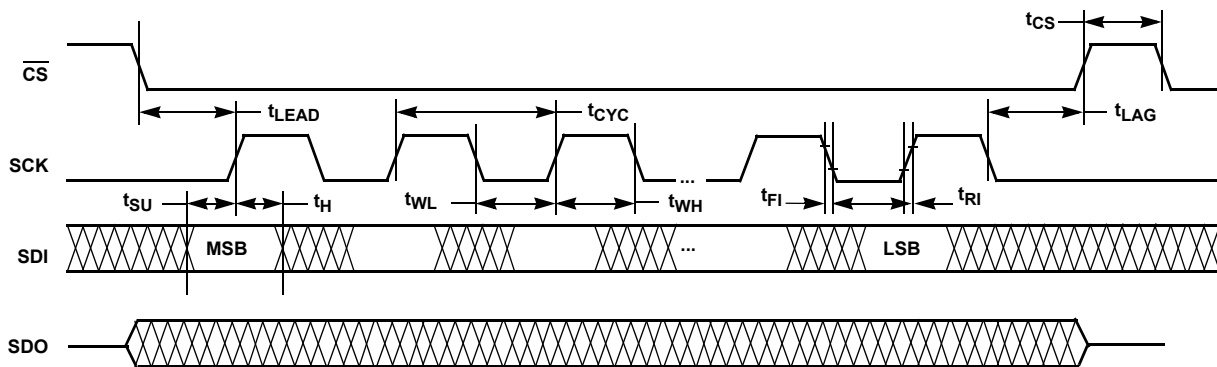 tCS
CS
tLEAD
tCYC
tLAG
SCK
...
tSU
tH
tWL
tWH
tFI
tRI
SDI
MSB
...
LSB
SDO